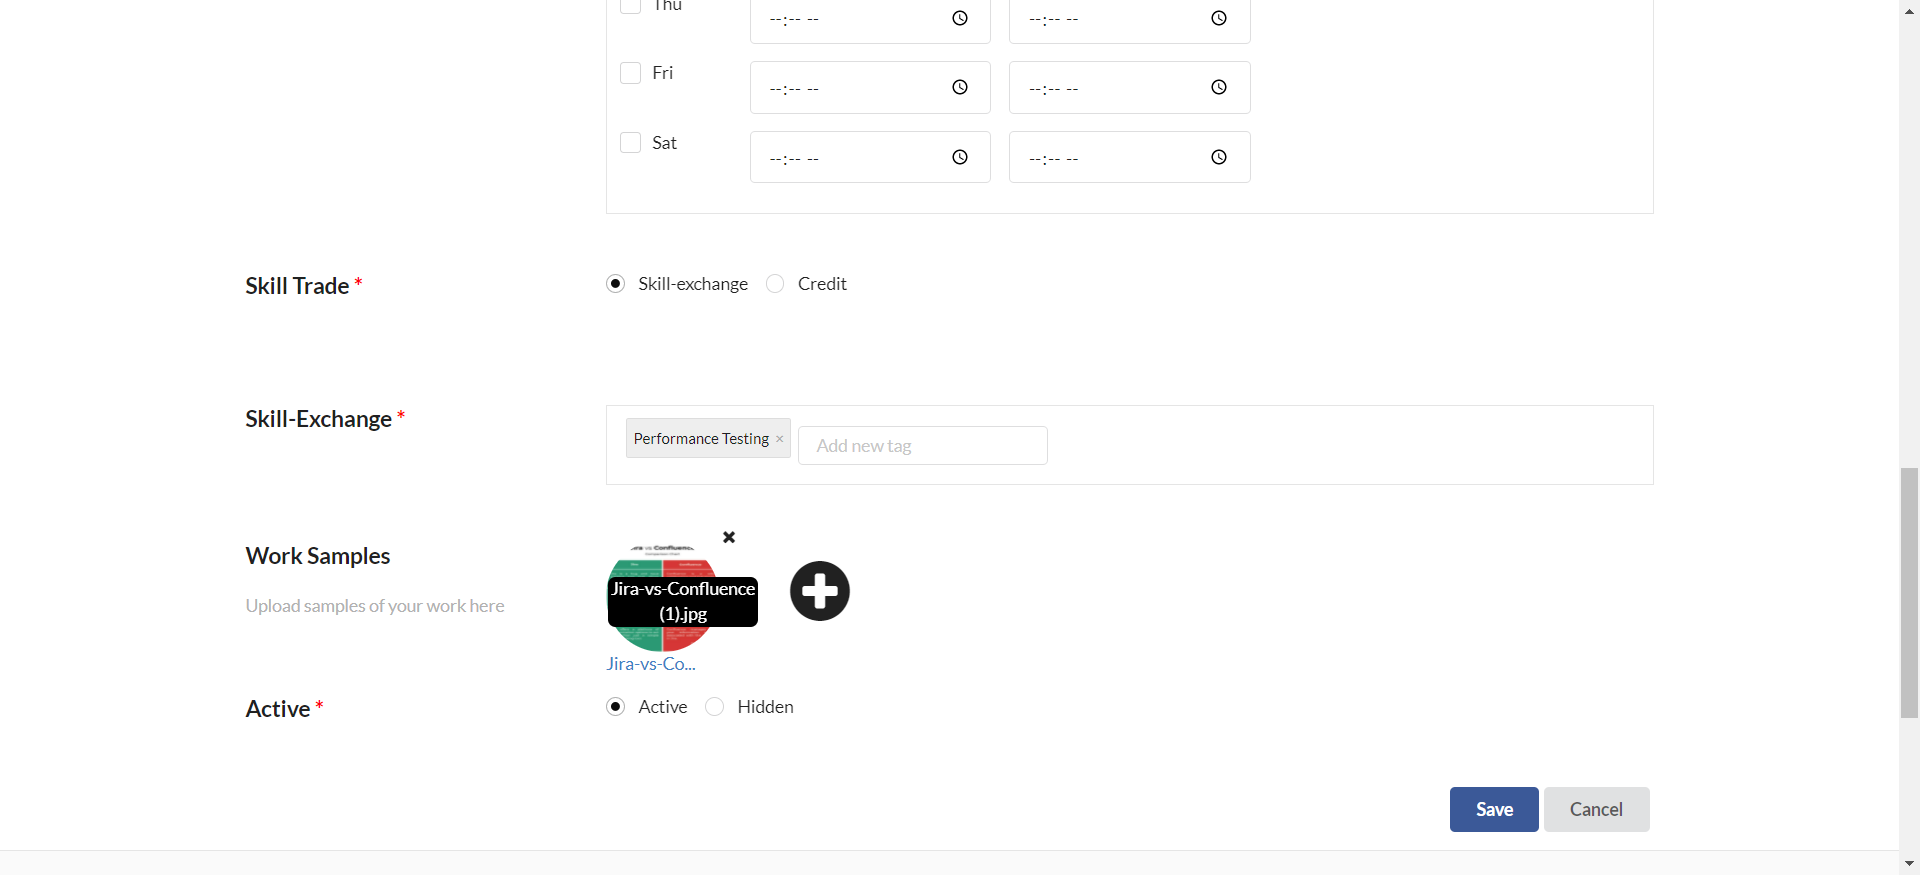 Thu --:-- -- --:-- --
Fri --:-- -- --:-- --
Sat --:-- -- --:-- --
Skill Trade * Skill-exchange Credit
Skill-Exchange * Performance Testing × Add new tag
Work Samples
Upload samples of your work here
Jira-vs-Confluence
(1).jpg
Jira-vs-Co...
Active * Active Hidden
Save Cancel